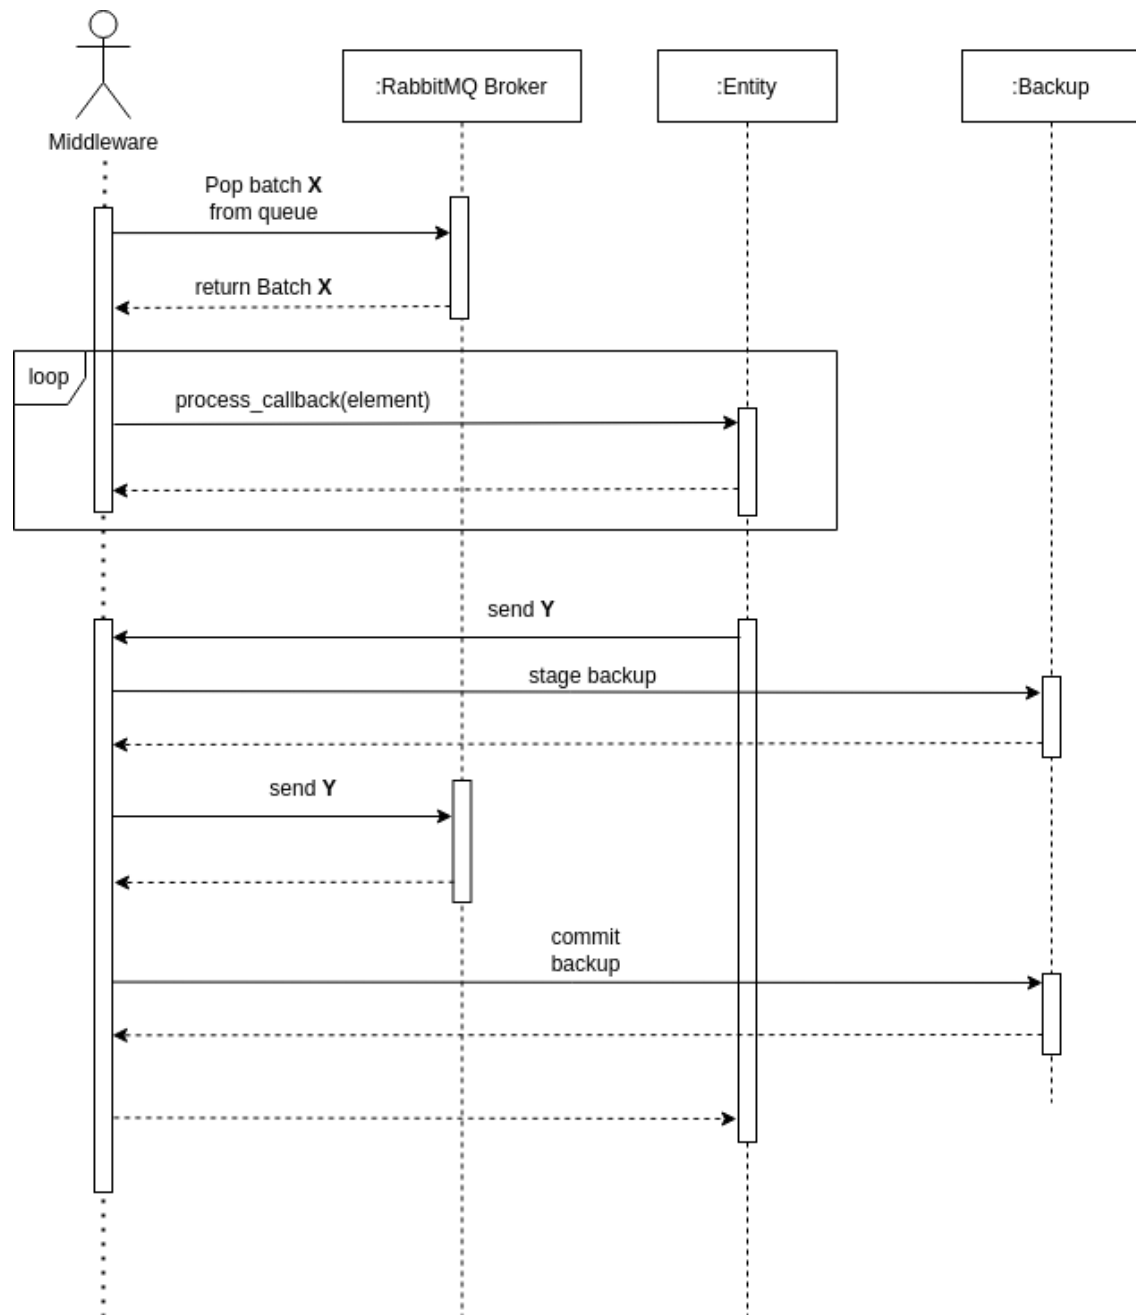 :RabbitMQ Broker
:Entity
:Backup
Middleware
Pop batch X
from queue
return Batch X
loop
process_callback(element)
send Y
stage backup
send Y
commit
backup